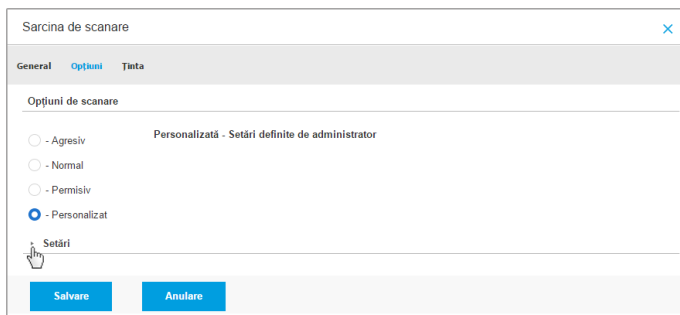 Sarcina de scanare
General Opțiuni Ținta
Opțiuni de scanare
- Agresiv
Personalizată - Setări definite de administrator
- Normal
- Permisiv
- Personalizat
Setări
Salvare Anulare